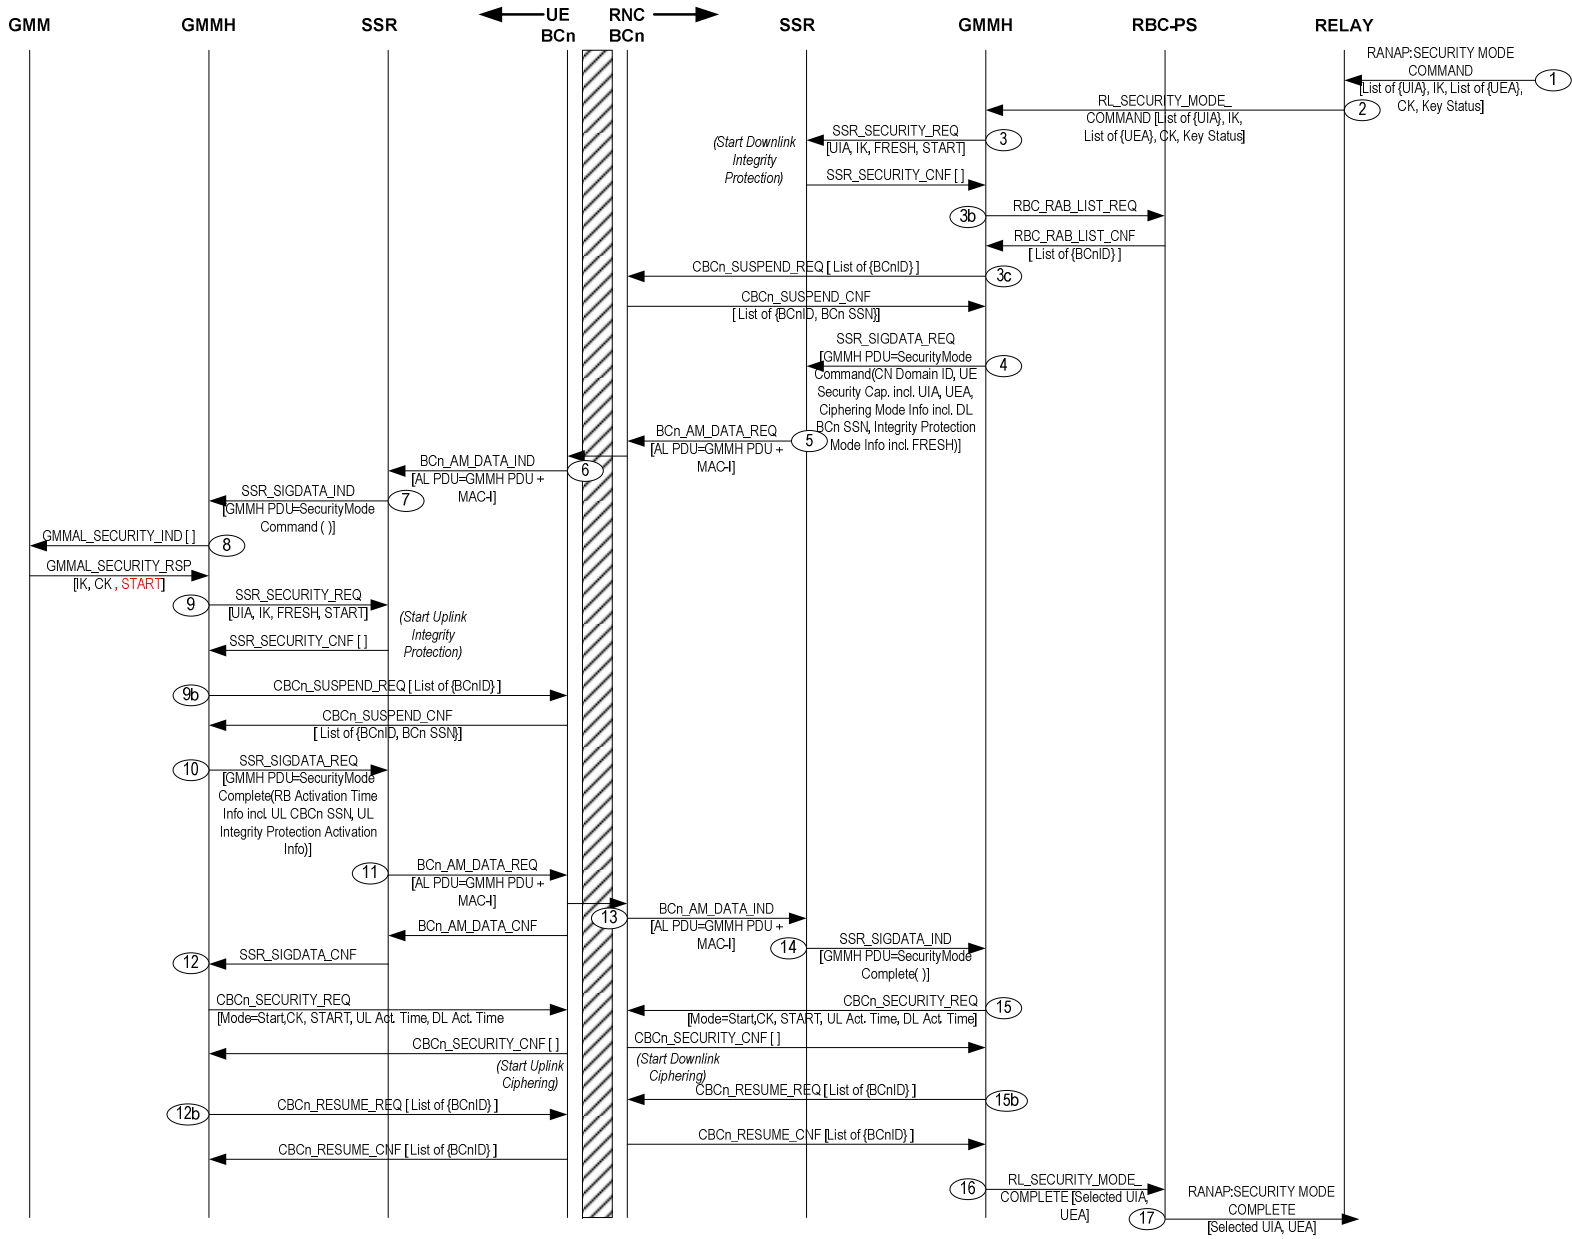 UE
RNC
GMM
GMMH
SSR
BCn
BCn
SSR
GMMH
RBC-PS
RELAY
RANAP:SECURITY MODE
COMMAND
[List of {UIA}, IK, List of {UEA},
CK, Key Status]
1
RL_SECURITY_MODE_
COMMAND [List of {UIA}, IK,
List of {UEA}, CK, Key Status]
2
SSR_SECURITY_REQ
[UIA, IK, FRESH, START]
3
(Start Downlink
Integrity
Protection)
SSR_SECURITY_CNF [ ]
3b
RBC_RAB_LIST_REQ
RBC_RAB_LIST_CNF
[ List of {BCnID} ]
CBCn_SUSPEND_REQ [ List of {BCnID} ]
3c
CBCn_SUSPEND_CNF
[ List of {BCnID, BCn SSN}]
SSR_SIGDATA_REQ
[GMMH PDU=SecurityMode
Command(CN Domain ID, UE
Security Cap. incl. UIA, UEA,
Ciphering Mode Info incl. DL
BCn SSN, Integrity Protection
Mode Info incl. FRESH)]
4
BCn_AM_DATA_REQ
[AL PDU=GMMH PDU +
MAC-I]
5
BCn_AM_DATA_IND
[AL PDU=GMMH PDU +
MAC-I]
6
SSR_SIGDATA_IND
[GMMH PDU=SecurityMode
Command ( )]
7
GMMAL_SECURITY_IND [ ]
8
GMMAL_SECURITY_RSP
[IK, CK , START]
9
SSR_SECURITY_REQ
[UIA, IK, FRESH, START]
(Start Uplink
Integrity
Protection)
SSR_SECURITY_CNF [ ]
9b
CBCn_SUSPEND_REQ [ List of {BCnID} ]
CBCn_SUSPEND_CNF
[ List of {BCnID, BCn SSN}]
10
SSR_SIGDATA_REQ
[GMMH PDU=SecurityMode
Complete(RB Activation Time
Info incl. UL CBCn SSN, UL
Integrity Protection Activation
Info)]
11
BCn_AM_DATA_REQ
[AL PDU=GMMH PDU +
MAC-I]
13
BCn_AM_DATA_IND
[AL PDU=GMMH PDU +
MAC-I]
BCn_AM_DATA_CNF
14
SSR_SIGDATA_IND
[GMMH PDU=SecurityMode
Complete( )]
12
SSR_SIGDATA_CNF
CBCn_SECURITY_REQ
[Mode=Start,CK, START, UL Act. Time, DL Act. Time
CBCn_SECURITY_REQ
[Mode=Start,CK, START, UL Act. Time, DL Act. Time]
15
CBCn_SECURITY_CNF [ ]
(Start Uplink
Ciphering)
CBCn_SECURITY_CNF [ ]
(Start Downlink
Ciphering)
12b
CBCn_RESUME_REQ [ List of {BCnID} ]
CBCn_RESUME_REQ [ List of {BCnID} ]
15b
CBCn_RESUME_CNF [ List of {BCnID} ]
CBCn_RESUME_CNF [List of {BCnID} ]
16
RL_SECURITY_MODE_
COMPLETE [Selected UIA,
UEA]
17
RANAP:SECURITY MODE
COMPLETE
[Selected UIA, UEA]